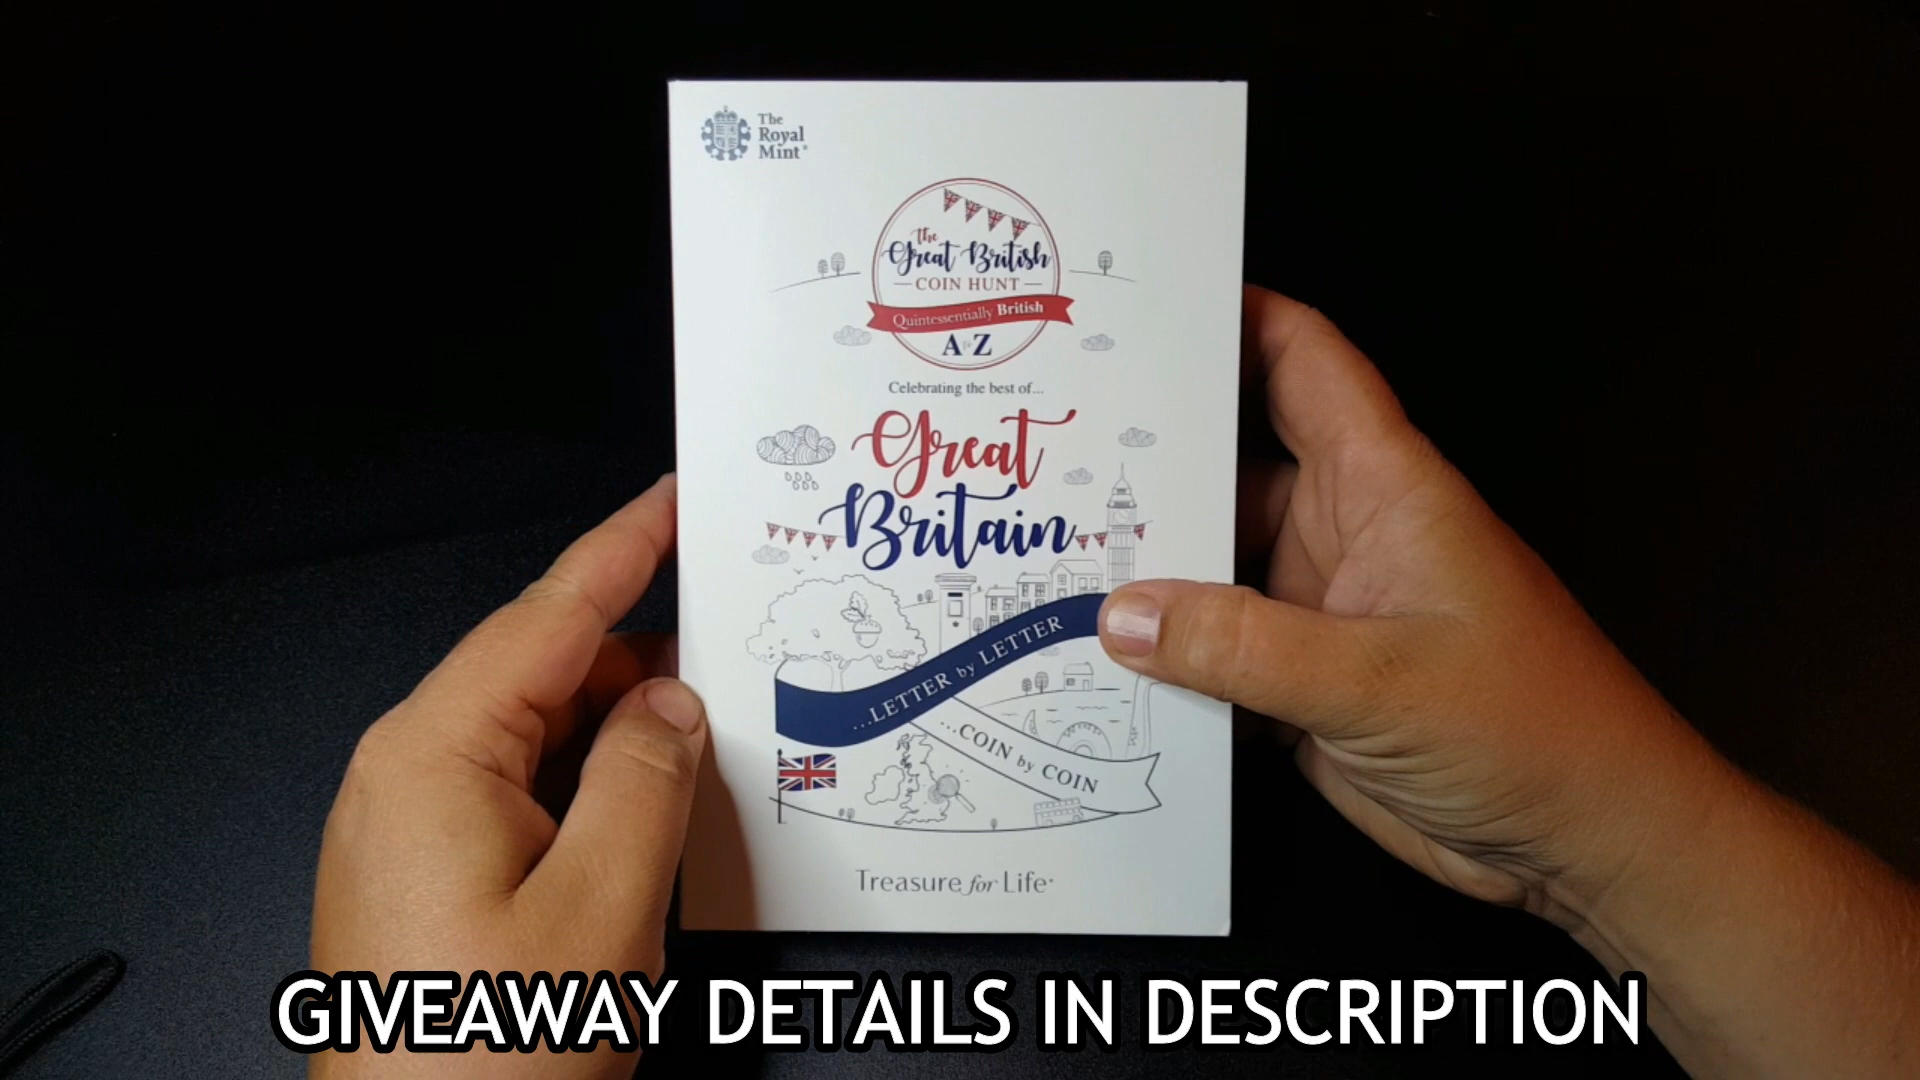 The
Royal
Mint®
the
Great British
COIN HUNT
Quintessentially British
A to Z
Celebrating the best of...
Great
Britain
...LETTER by LETTER
...COIN by COIN
Treasure for Life
GIVEAWAY DETAILS IN DESCRIPTION